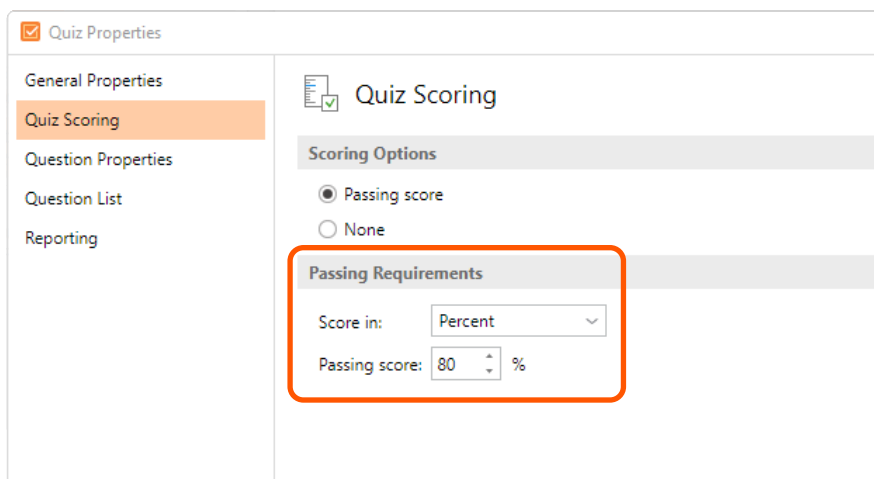 Quiz Properties
General Properties
Quiz Scoring
Question Properties
Question List
Reporting
Quiz Scoring
Scoring Options
Passing score
None
Passing Requirements
Score in: Percent
Passing score: 80 %